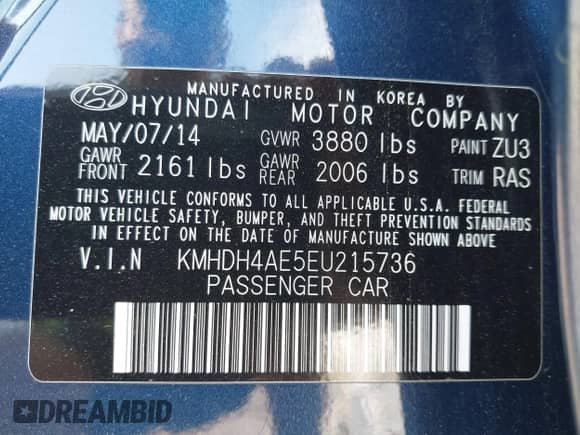 MANUFACTURED IN KOREA BY
HYUNDAI MOTOR COMPANY
MAY/07/14 GVWR 3880 lbs PAINT ZU3
GAWR FRONT 2161 lbs GAWR REAR 2006 lbs TRIM RAS
THIS VEHICLE CONFORMS TO ALL APPLICABLE U.S.A. FEDERAL
MOTOR VEHICLE SAFETY, BUMPER, AND THEFT PREVENTION STANDARDS
IN EFFECT ON THE DATE OF MANUFACTURE SHOWN ABOVE
V.I.N KMHDH4AE5EU215736
PASSENGER CAR
DREAMBID